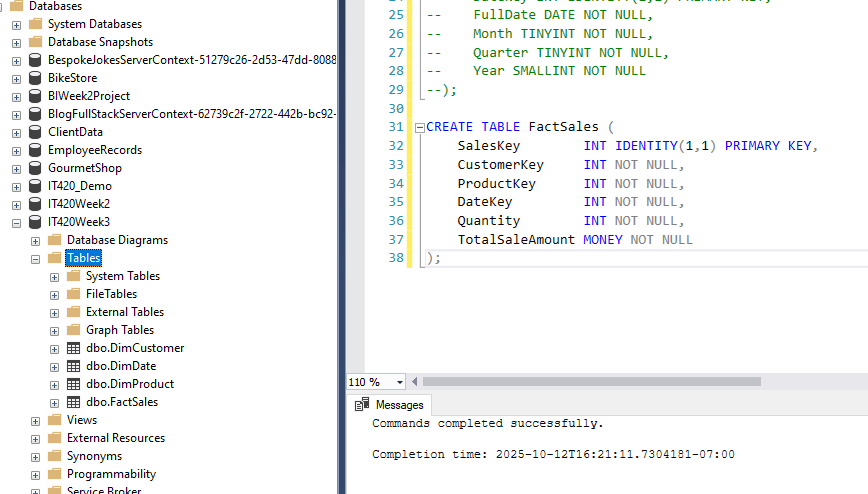 Databases
System Databases
Database Snapshots
BespokeJokesServerContext-51279c26-2d53-47dd-8088
BikeStore
BIWeek2Project
BlogFullStackServerContext-62739c2f-2722-442b-bc92-
ClientData
EmployeeRecords
GourmetShop
IT420_Demo
IT420Week2
IT420Week3
Database Diagrams
Tables
System Tables
FileTables
External Tables
Graph Tables
dbo.DimCustomer
dbo.DimDate
dbo.DimProduct
dbo.FactSales
Views
External Resources
Synonyms
Programmability
Service Broker
25 -- FullDate DATE NOT NULL,
26 -- Month TINYINT NOT NULL,
27 -- Quarter TINYINT NOT NULL,
28 -- Year SMALLINT NOT NULL
29 --);
30
31 CREATE TABLE FactSales (
32 SalesKey INT IDENTITY(1,1) PRIMARY KEY,
33 CustomerKey INT NOT NULL,
34 ProductKey INT NOT NULL,
35 DateKey INT NOT NULL,
36 Quantity INT NOT NULL,
37 TotalSaleAmount MONEY NOT NULL
38 );
110 %
Messages
Commands completed successfully.
Completion time: 2025-10-12T16:21:11.7304181-07:00